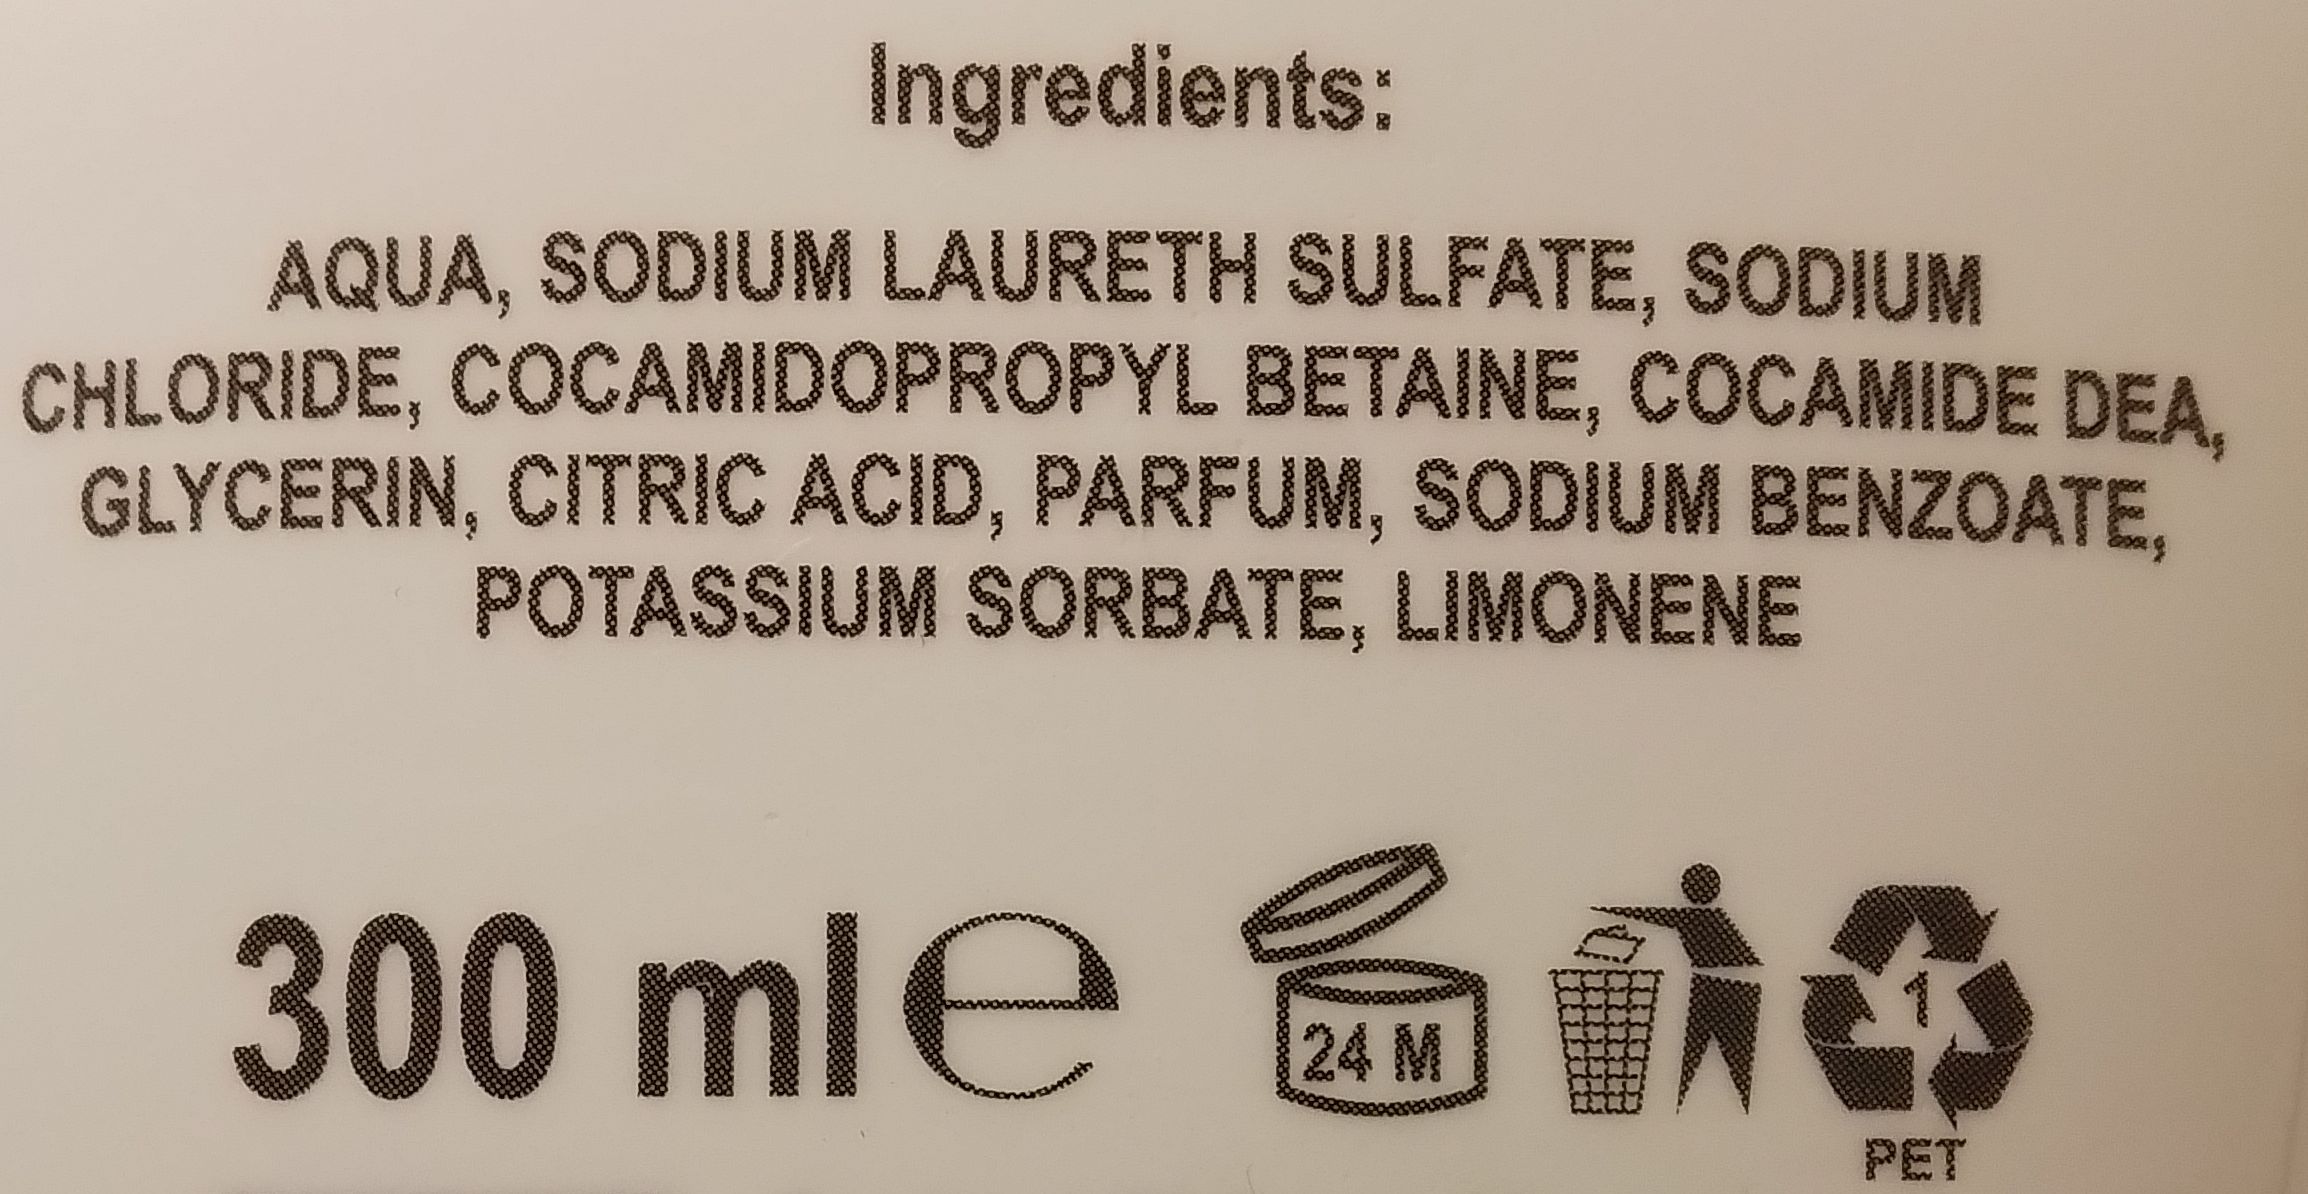 Ingredients:
AQUA, SODIUM LAURETH SULFATE, SODIUM
CHLORIDE, COCAMIDOPROPYL BETAINE, COCAMIDE DEA,
GLYCERIN, CITRIC ACID, PARFUM, SODIUM BENZOATE,
POTASSIUM SORBATE, LIMONENE
300 ml e
24 M
1
PET